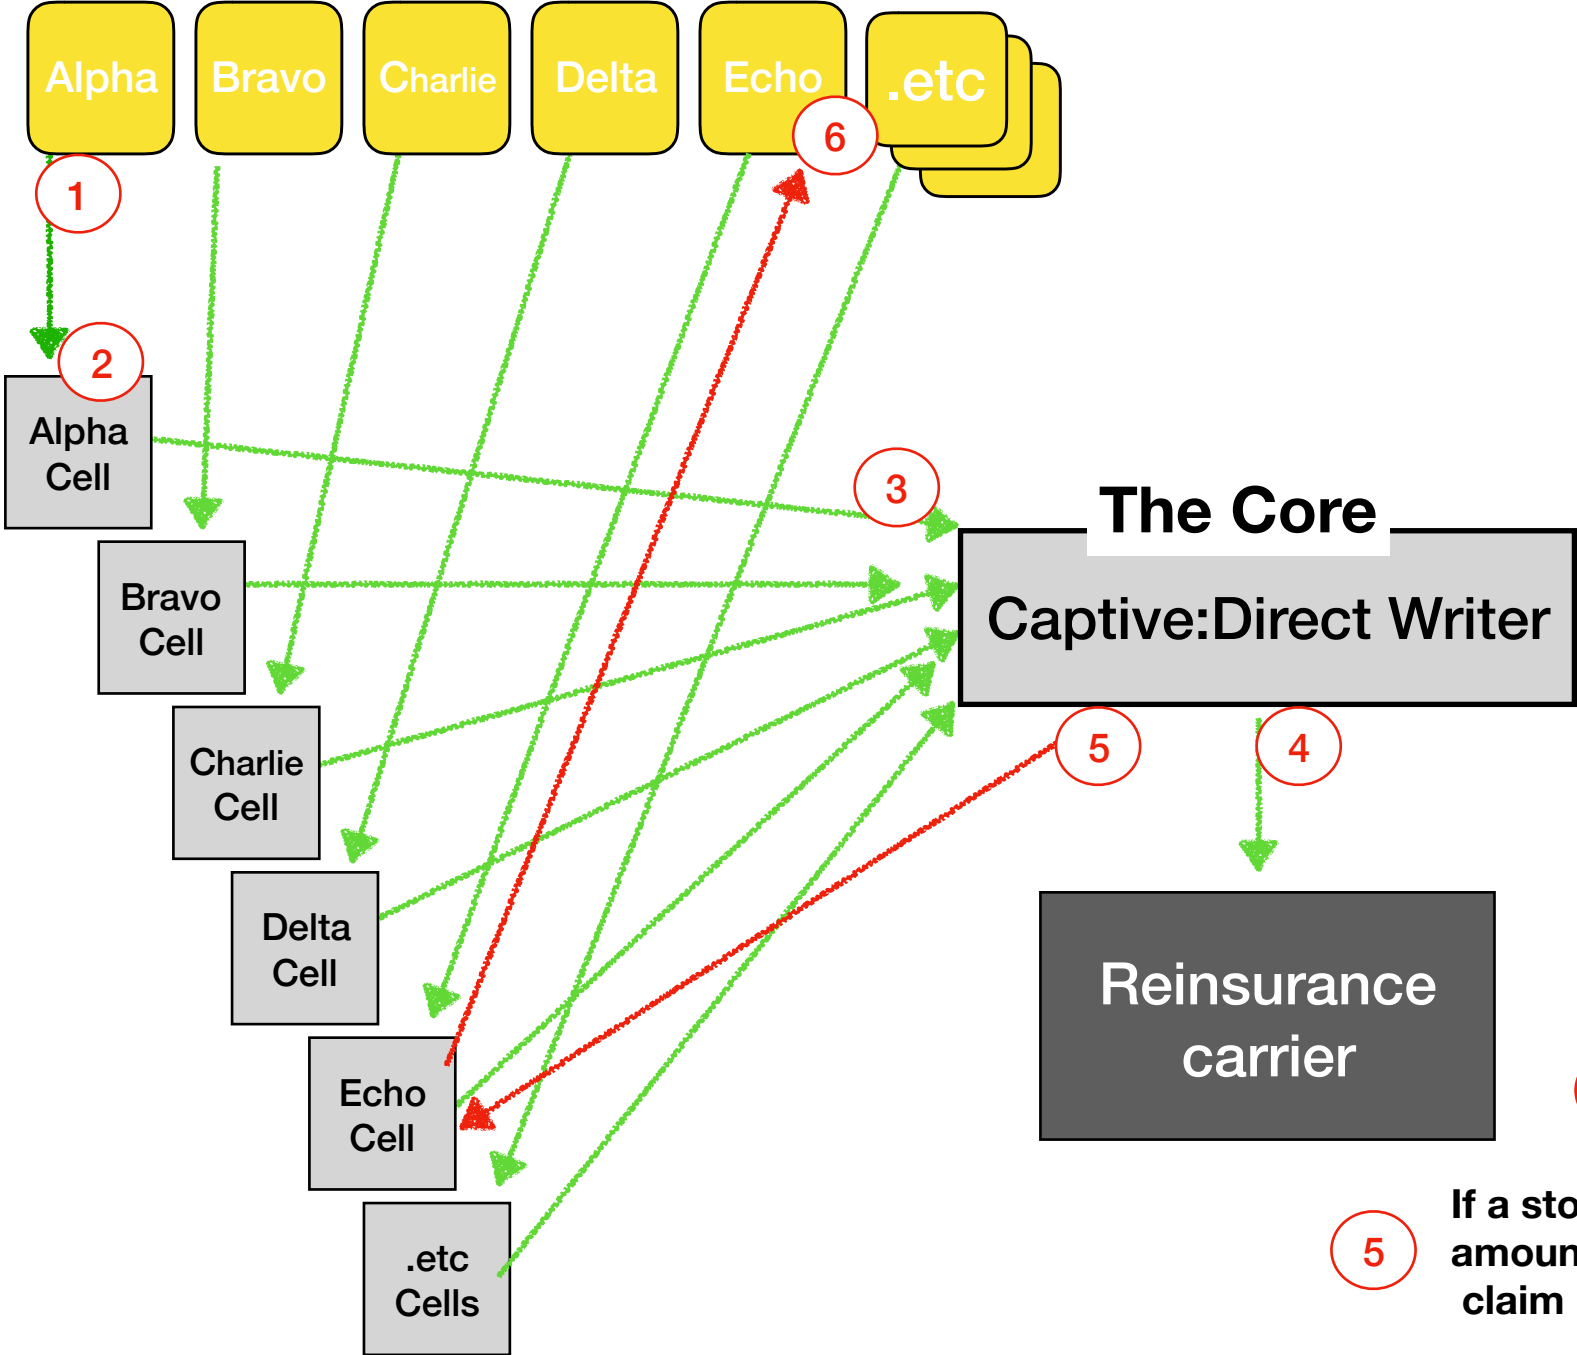 Alpha
Bravo
Charlie
Delta
Echo
.etc
6
1
2
Alpha
Cell
3
The Core
Captive:Direct Writer
Bravo
Cell
5
4
Charlie
Cell
Delta
Cell
Reinsurance
carrier
Echo
Cell
.etc
Cells
5
If a sto
amoun
claim